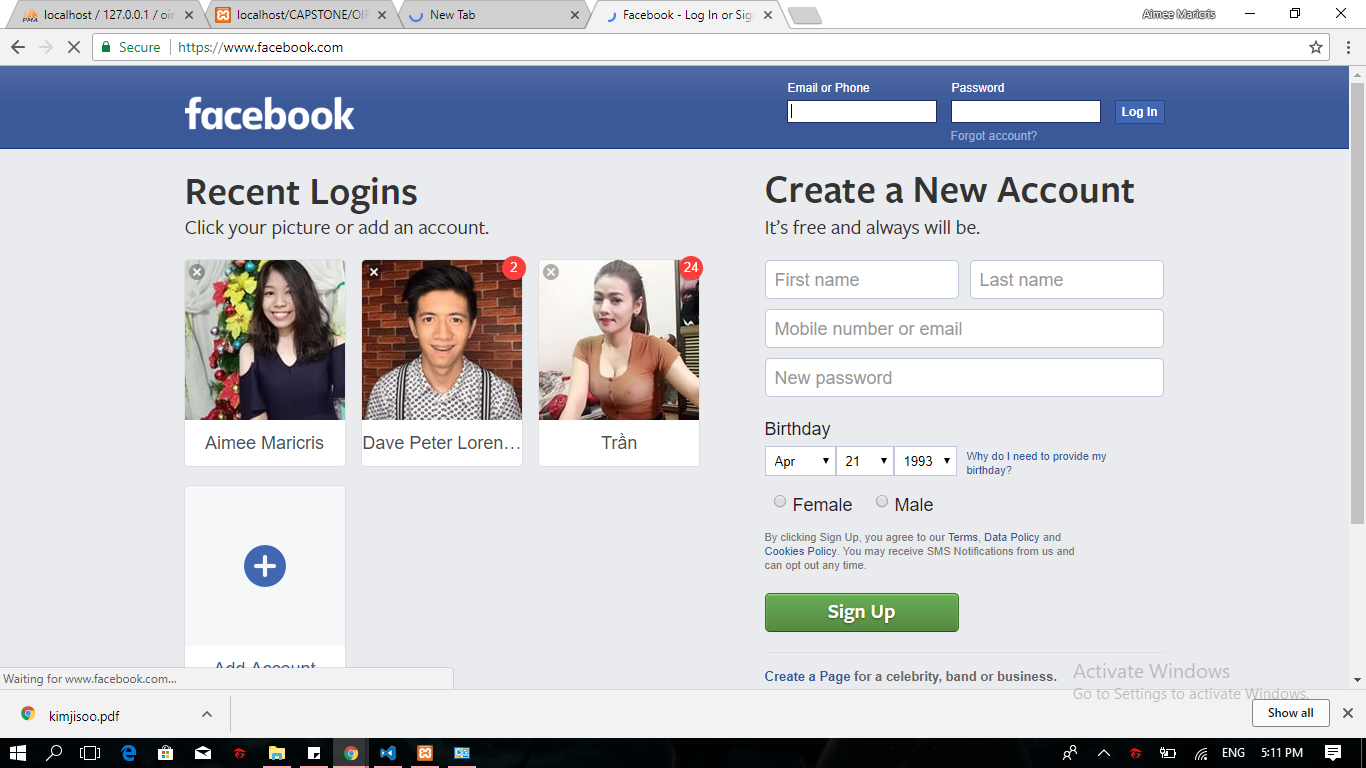 localhost / 127.0.0.1 / oir
localhost/CAPSTONE/OIF
New Tab
Facebook - Log In or Sign
Aimee Maricris
Secure
https://www.facebook.com
facebook
Email or Phone
Password
Log In
Forgot account?
Recent Logins
Click your picture or add an account.
2
24
Aimee Maricris
Dave Peter Loren…
Trần
Add Account
Create a New Account
It’s free and always will be.
First name
Last name
Mobile number or email
New password
Birthday
Apr
21
1993
Why do I need to provide my
birthday?
Female
Male
By clicking Sign Up, you agree to our Terms, Data Policy and
Cookies Policy. You may receive SMS Notifications from us and
can opt out any time.
Sign Up
Create a Page for a celebrity, band or business.
Activate Windows
Go to Settings to activate Windows.
Waiting for www.facebook.com...
kimjisoo.pdf
Show all
ENG
5:11 PM